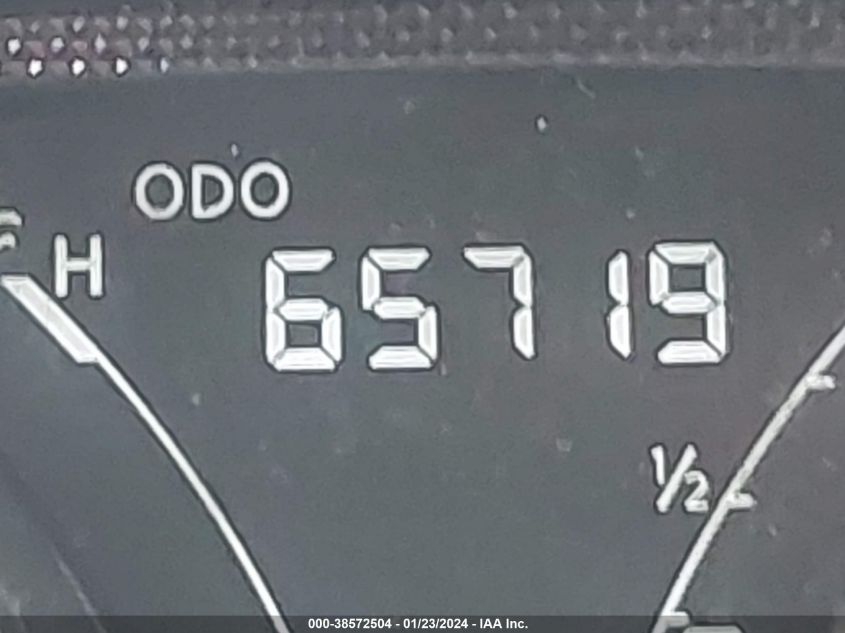 ODO
H
65719
1/2
000-38572504 - 01/23/2024 - IAA Inc.